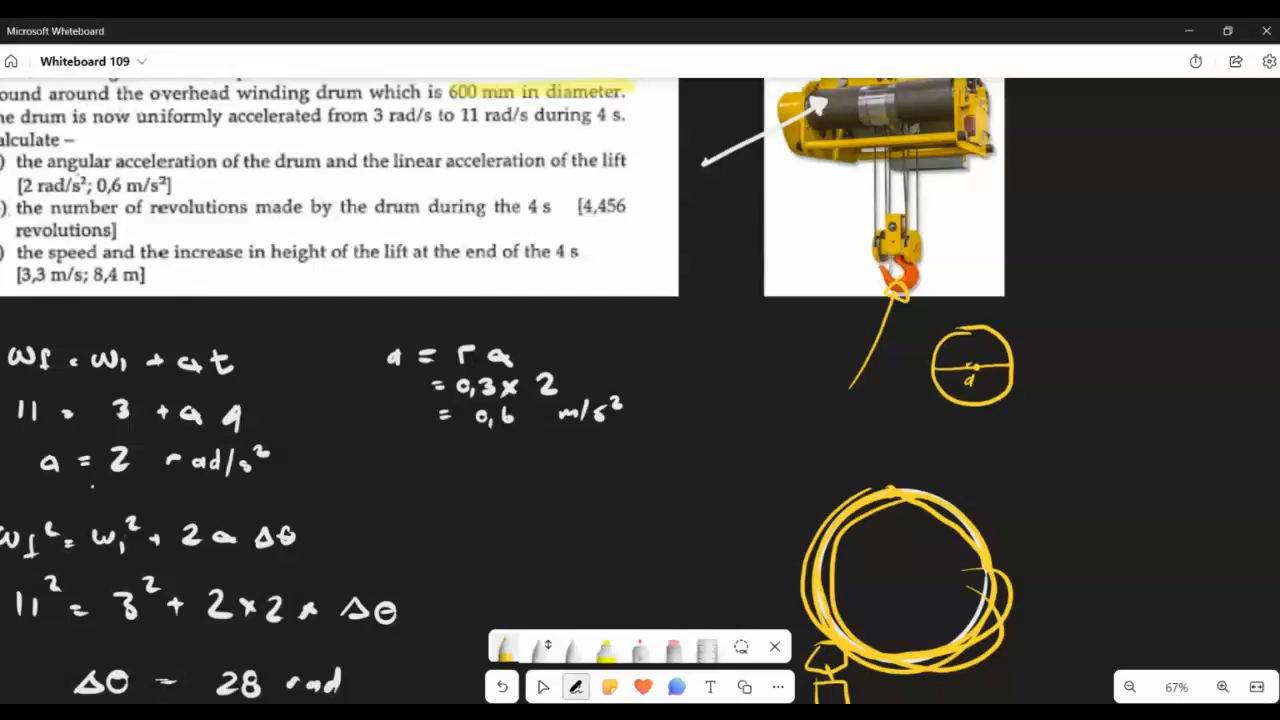 Microsoft Whiteboard
Whiteboard 109
ound around the overhead winding drum which is 600 mm in diameter.
he drum is now uniformly accelerated from 3 rad/s to 11 rad/s during 4 s.
alculate –
) the angular acceleration of the drum and the linear acceleration of the lift
[2 rad/s²; 0,6 m/s²]
). the number of revolutions made by the drum during the 4 s [4,456
revolutions]
) the speed and the increase in height of the lift at the end of the 4 s
[3,3 m/s; 8,4 m]
ωf = ω1 + α t
11 = 3 + α 4
α = 2 rad/s²
ωf² = ω1² + 2 α Δθ
11² = 3² + 2 × 2 × Δθ
Δθ = 28 rad
a = r α
= 0,3 × 2
= 0,6 m/s²
r
d
67%